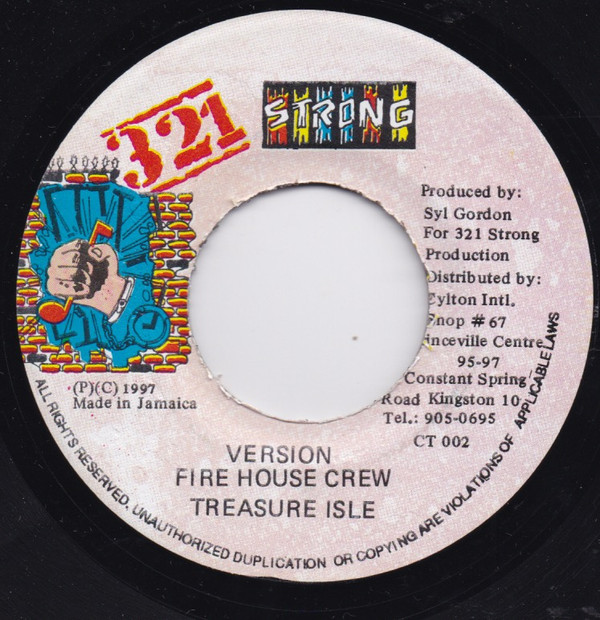 321
STRONG
Produced by:
Syl Gordon
For 321 Strong
Production
Distributed by:
Cylton Intl.
# 67
Centre
95-97
Constant Spring
Road Kingston 10
Tel.: 905-0695
CT 002
(P)(C) 1997
Made in Jamaica
VERSION
FIRE HOUSE CREW
TREASURE ISLE
ALL RIGHTS RESERVED. UNAUTHORIZED DUPLICATION OR COPYING ARE VIOLATIONS OF APPLICABLE LAWS